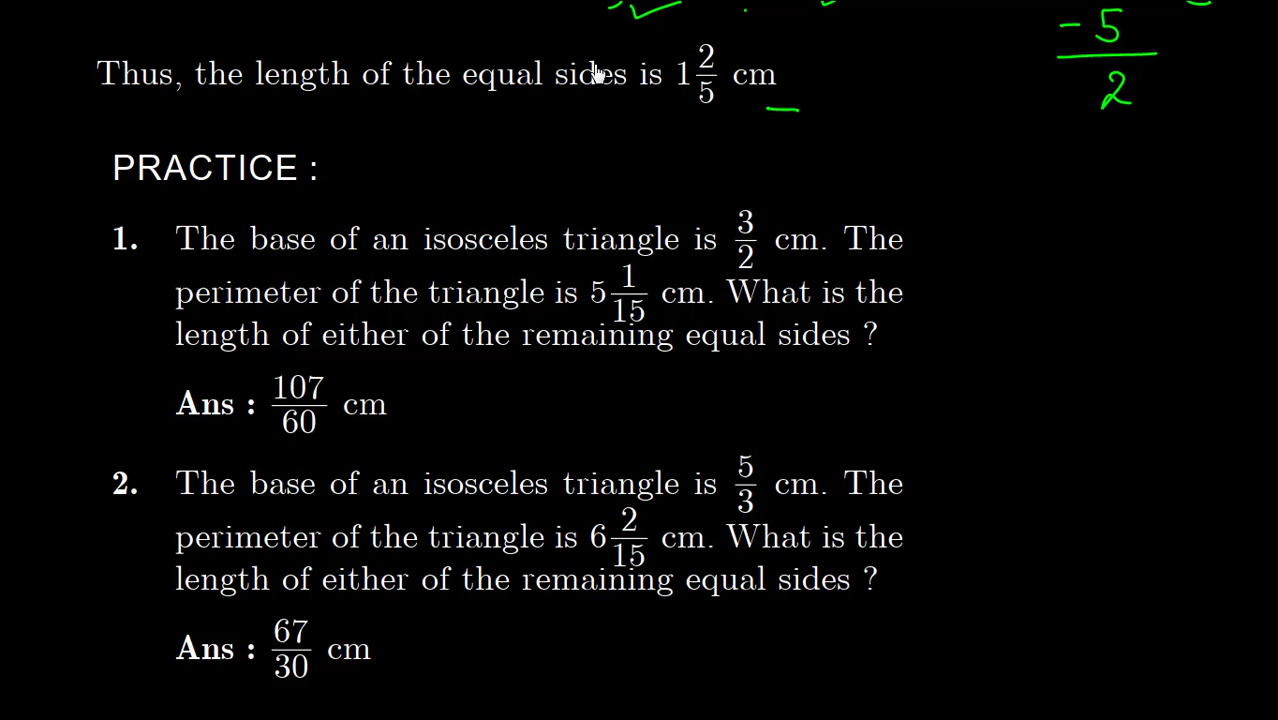 - 5
Thus, the length of the equal sides is 1 2/5 cm
2
PRACTICE :
1. The base of an isosceles triangle is 3/2 cm. The
perimeter of the triangle is 5 1/15 cm. What is the
length of either of the remaining equal sides ?
Ans : 107/60 cm
2. The base of an isosceles triangle is 5/3 cm. The
perimeter of the triangle is 6 2/15 cm. What is the
length of either of the remaining equal sides ?
Ans : 67/30 cm